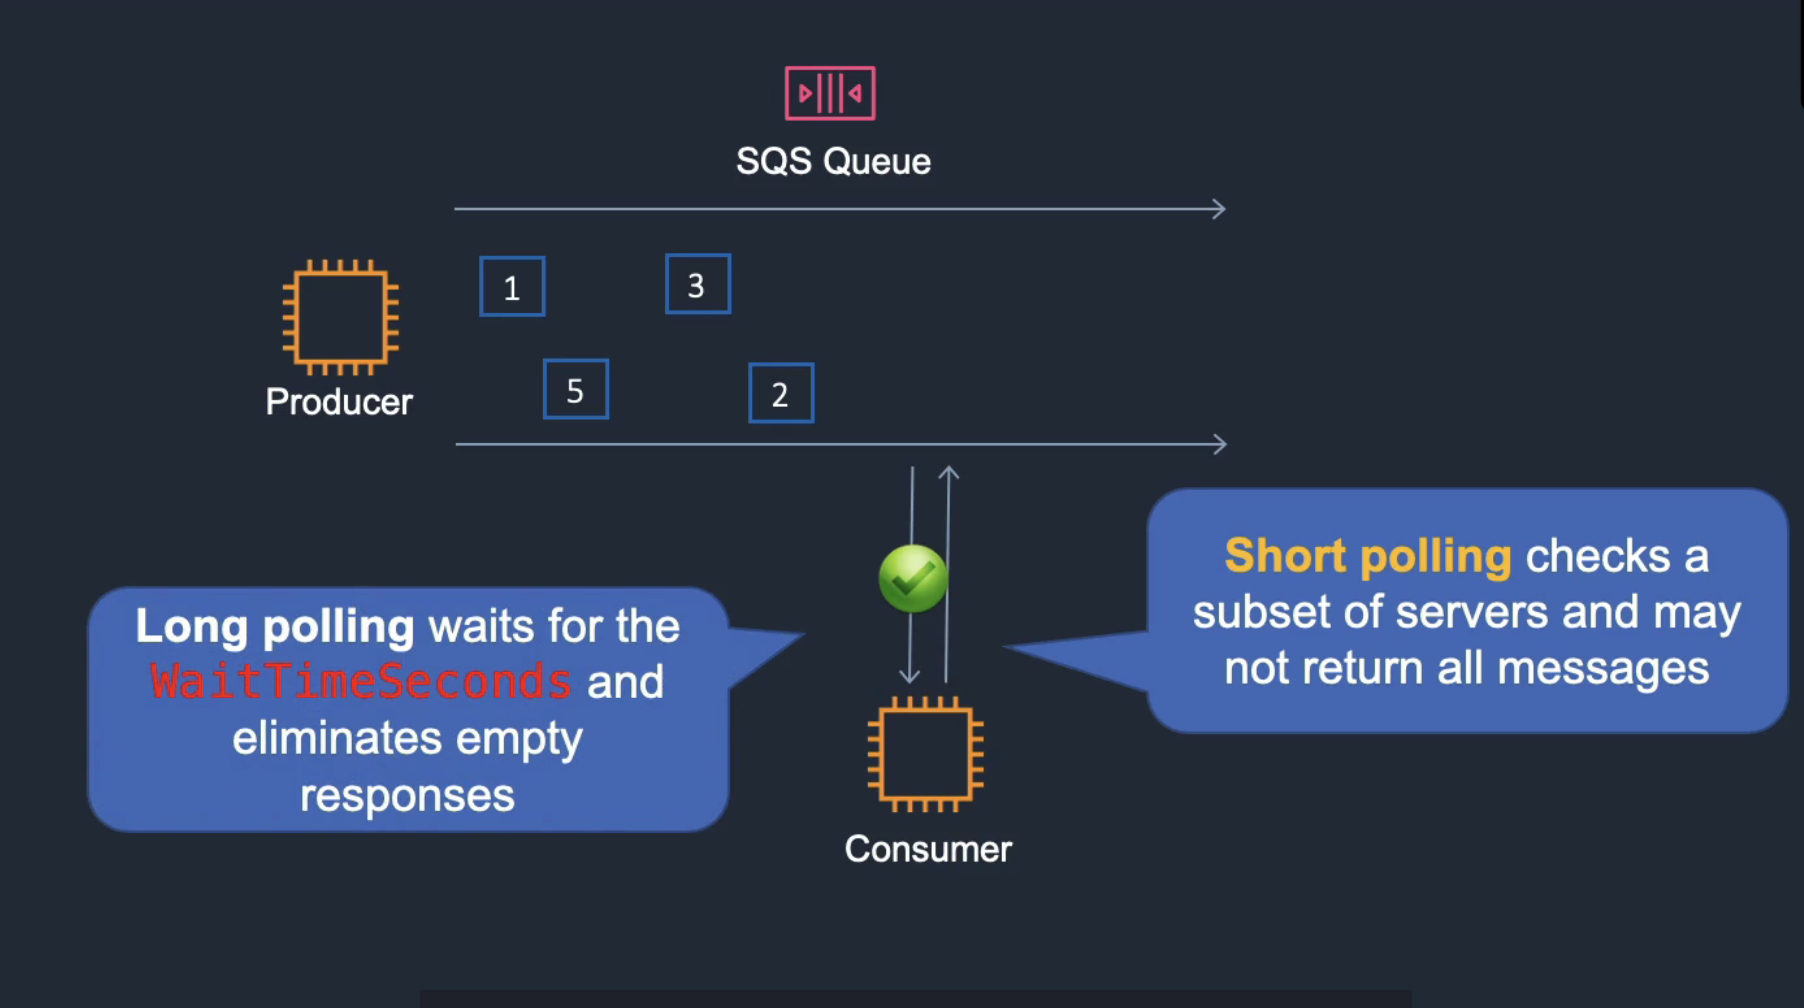 SQS Queue
1
3
5
2
Producer
Short polling checks a
subset of servers and may
not return all messages
Long polling waits for the
WaitTimeSeconds and
eliminates empty
responses
Consumer